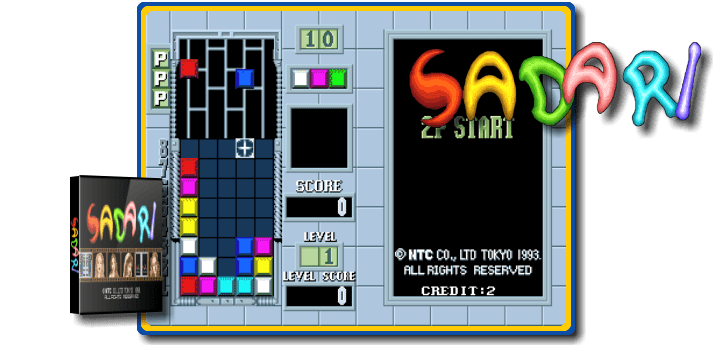 SADARI
10
P
P
P
2P START
SCORE
0
LEVEL
1
LEVEL SCORE
0
© NTC CO., LTD TOKYO 1993.
ALL RIGHTS RESERVED
CREDIT:2
SADARI
SADARI